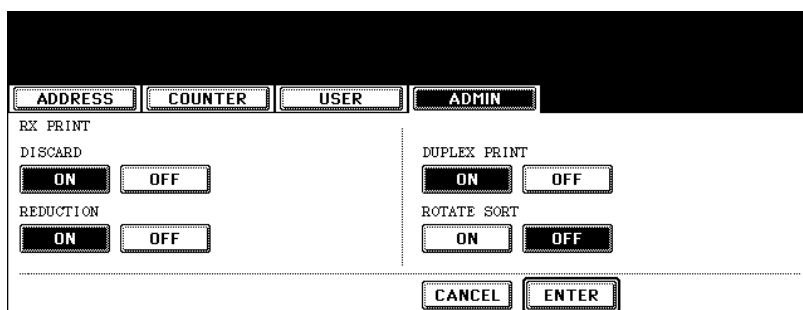 ADDRESS COUNTER USER ADMIN
RX PRINT
DISCARD
ON OFF
REDUCTION
ON OFF
DUPLEX PRINT
ON OFF
ROTATE SORT
ON OFF
CANCEL ENTER